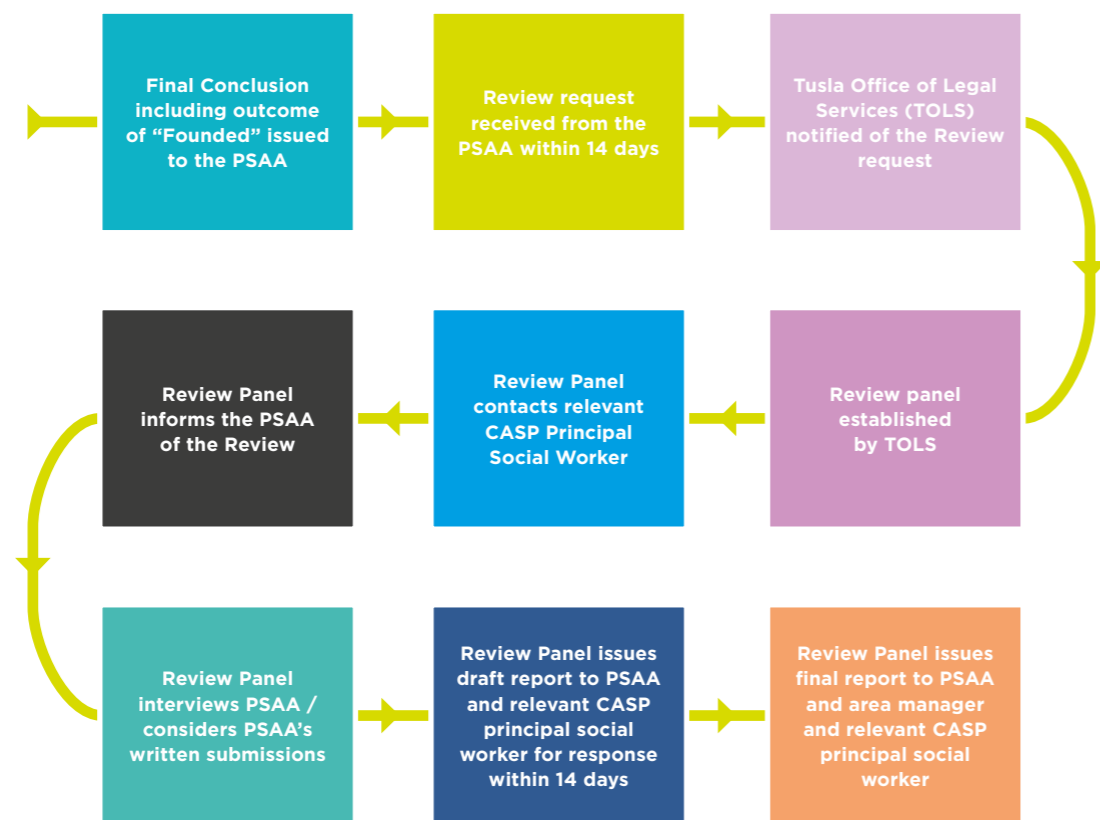 Final Conclusion
including outcome
of “Founded” issued
to the PSAA
Review request
received from the
PSAA within 14 days
Tusla Office of Legal
Services (TOLS)
notified of the Review
request
Review panel
established
by TOLS
Review Panel
contacts relevant
CASP Principal
Social Worker
Review Panel
informs the PSAA
of the Review
Review Panel
interviews PSAA /
considers PSAA’s
written submissions
Review Panel issues
draft report to PSAA
and relevant CASP
principal social
worker for response
within 14 days
Review Panel issues
final report to PSAA
and area manager
and relevant CASP
principal social
worker